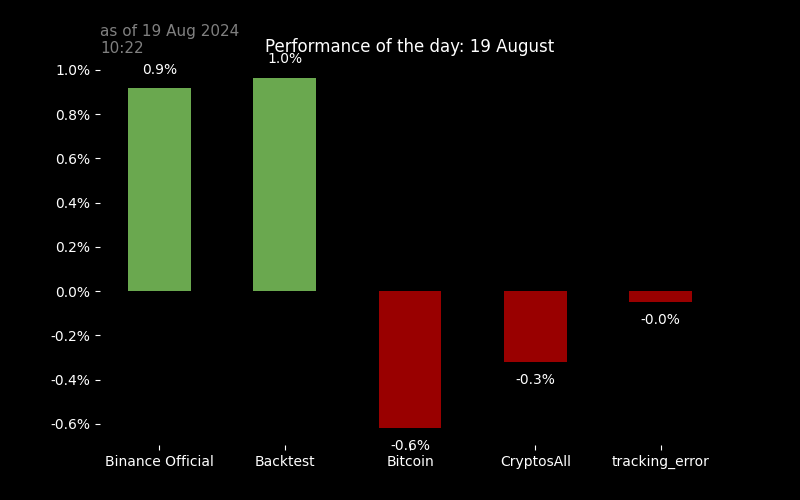 as of 19 Aug 2024
10:22
Performance of the day: 19 August
1.0%
0.8%
0.6%
0.4%
0.2%
0.0%
-0.2%
-0.4%
-0.6%
0.9%
1.0%
-0.6%
-0.3%
-0.0%
Binance Official
Backtest
Bitcoin
CryptosAll
tracking_error